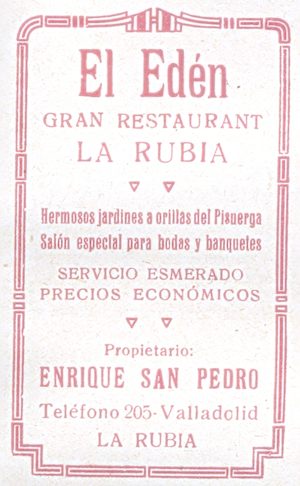 El Edén
GRAN RESTAURANT
LA RUBIA
Hermosos jardines a orillas del Pisuerga
Salón especial para bodas y banquetes
SERVICIO ESMERADO
PRECIOS ECONÓMICOS
Propietario:
ENRIQUE SAN PEDRO
Teléfono 205-Valladolid
LA RUBIA